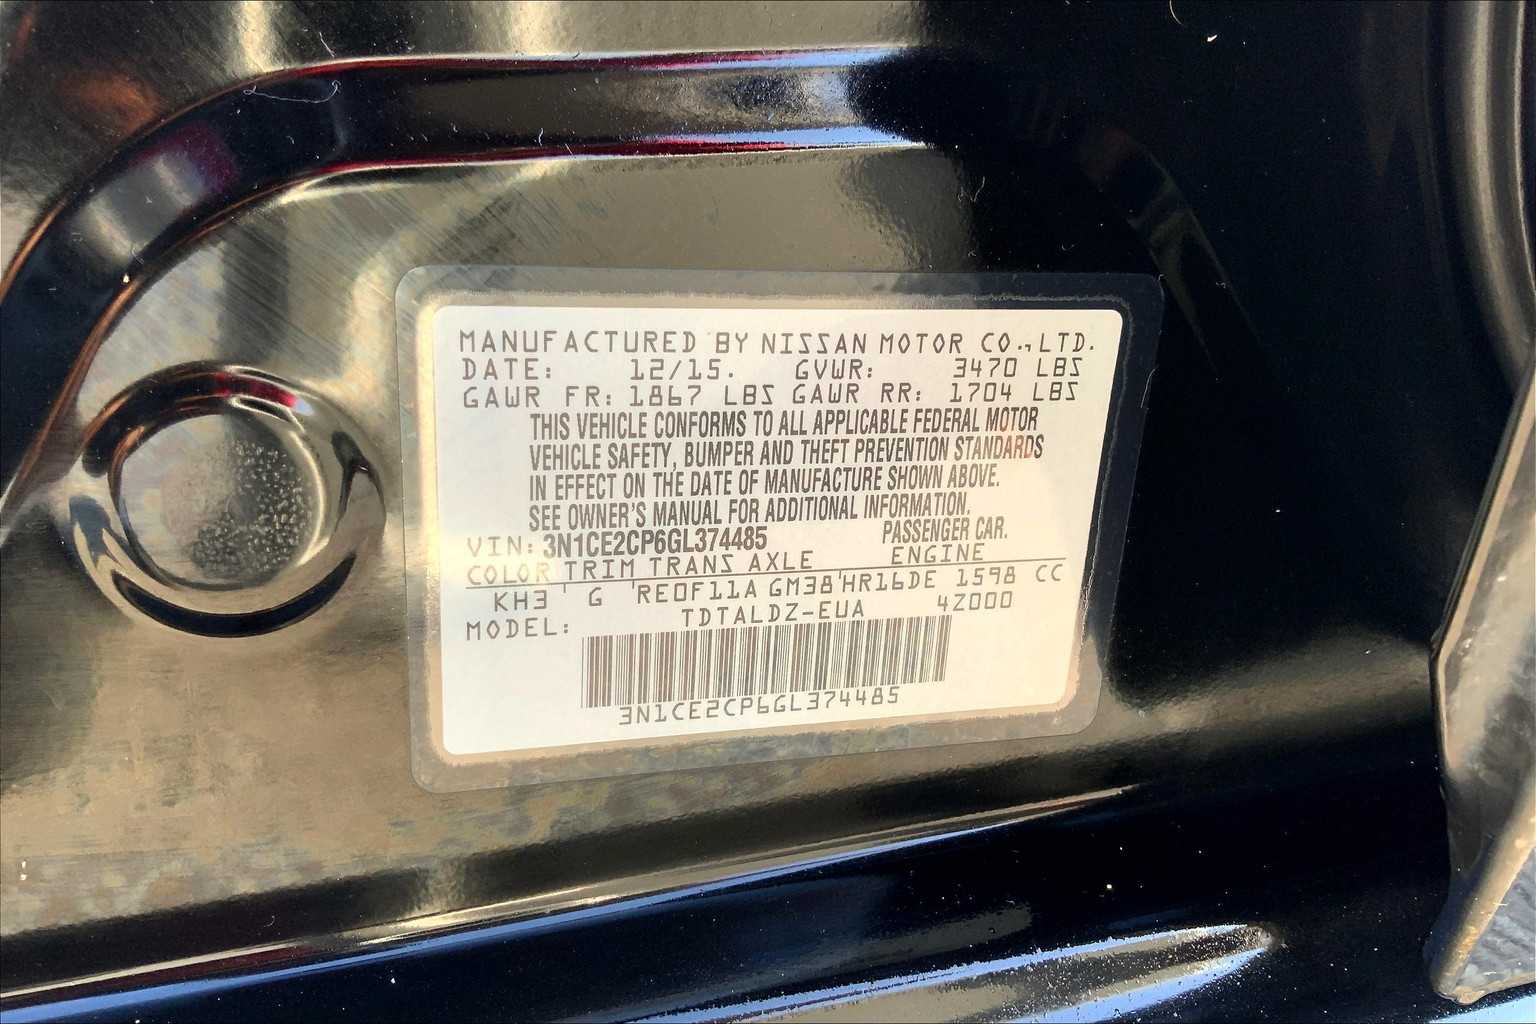 MANUFACTURED BY NISSAN MOTOR CO.,LTD.
DATE: 12/15. GVWR: 3470 LBS
GAWR FR: 1867 LBS GAWR RR: 1704 LBS
THIS VEHICLE CONFORMS TO ALL APPLICABLE FEDERAL MOTOR
VEHICLE SAFETY, BUMPER AND THEFT PREVENTION STANDARDS
IN EFFECT ON THE DATE OF MANUFACTURE SHOWN ABOVE.
SEE OWNER'S MANUAL FOR ADDITIONAL INFORMATION.
VIN: 3N1CE2CP6GL374485 PASSENGER CAR.
COLOR TRIM TRANS AXLE ENGINE
KH3 ' G 'RE0F11A GM38'HR16DE 1598 CC
MODEL: TDTALDZ-EUA 4Z000
3N1CE2CP6GL374485